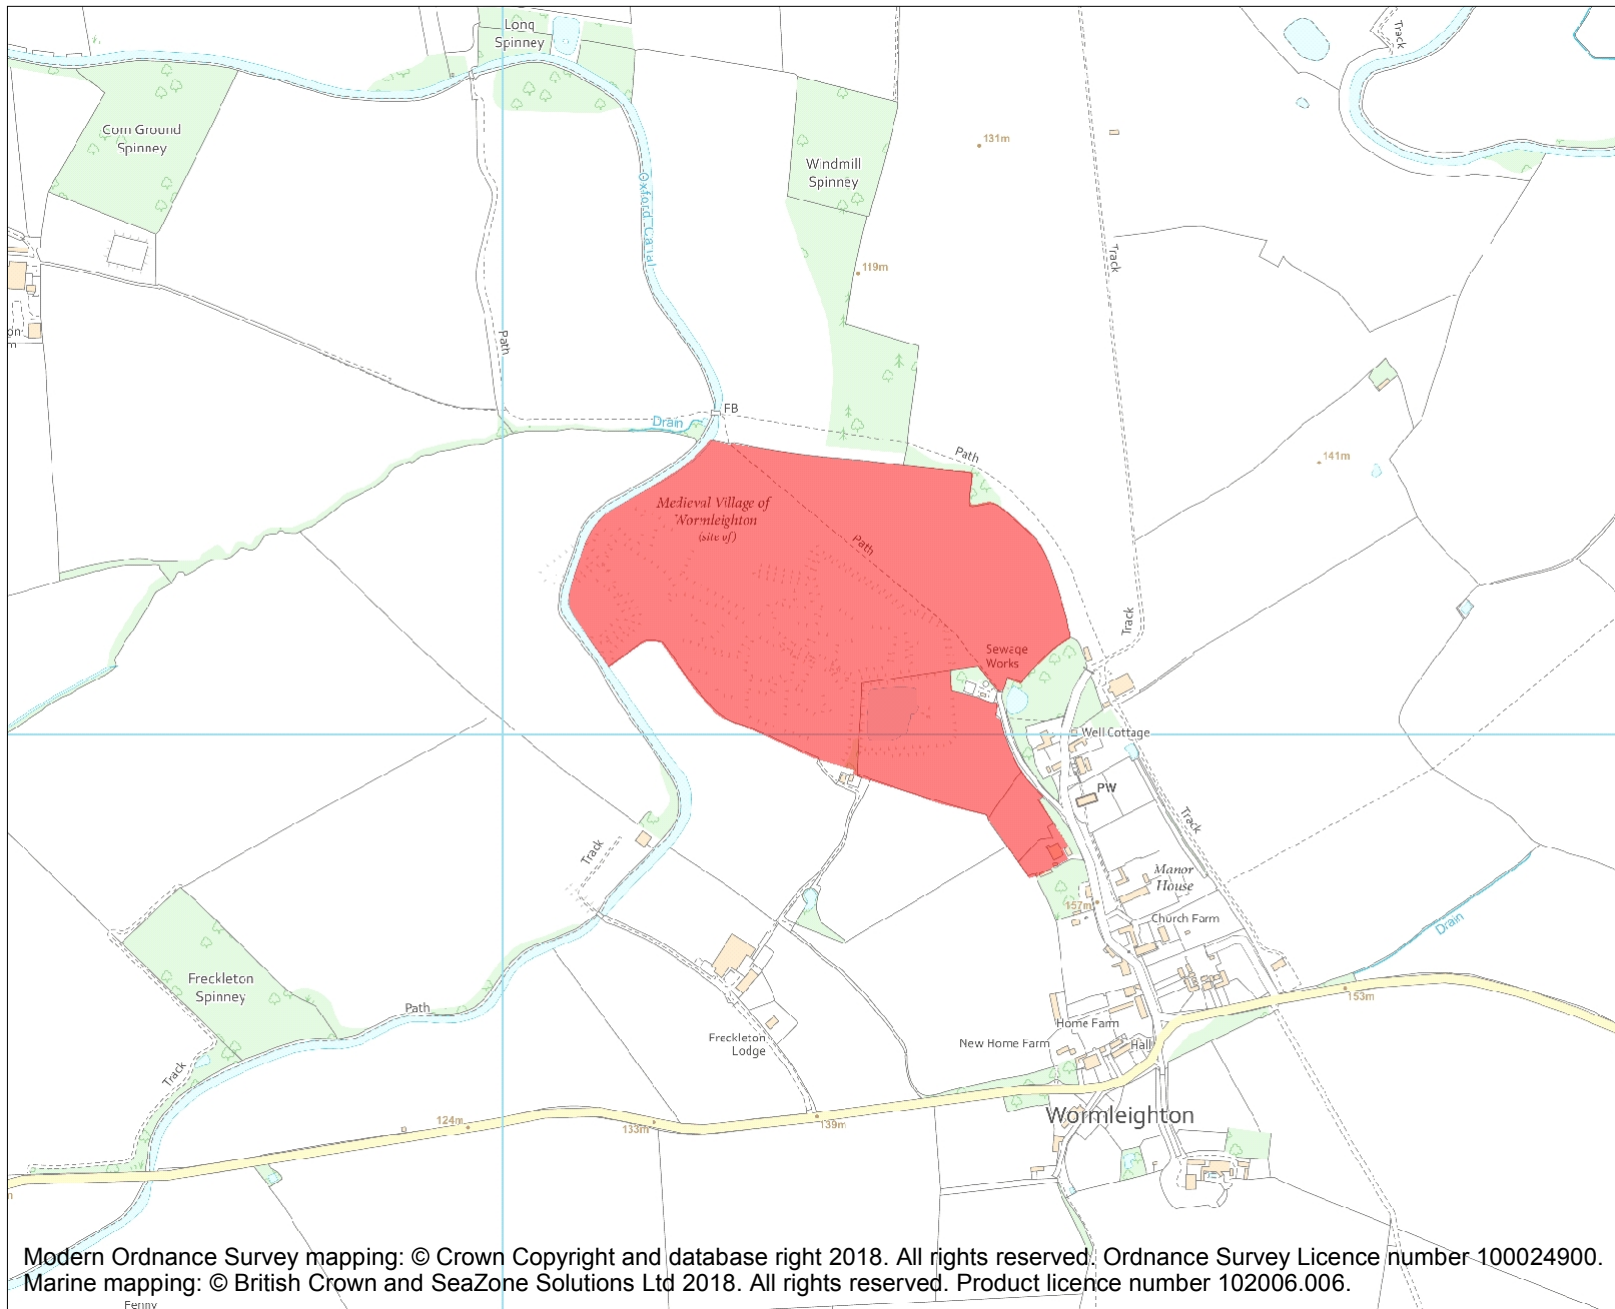 Long
Spinney
Track
Corn Ground
Spinney
131m
Windmill
Spinney
Oxford Canal
Track
119m
Path
FB
Drain
Path
141m
Medieval Village of
Wormleighton
(site of)
Path
Track
Sewage
Works
Well Cottage
PW
Track
Track
Manor
House
157m
Church Farm
Drain
Freckleton
Spinney
Path
153m
Home Farm
New Home Farm
Hall
Freckleton
Lodge
Track
124m
133m
139m
Wormleighton
Modern Ordnance Survey mapping: © Crown Copyright and database right 2018. All rights reserved. Ordnance Survey Licence number 100024900.
Marine mapping: © British Crown and SeaZone Solutions Ltd 2018. All rights reserved. Product licence number 102006.006.
Fenny